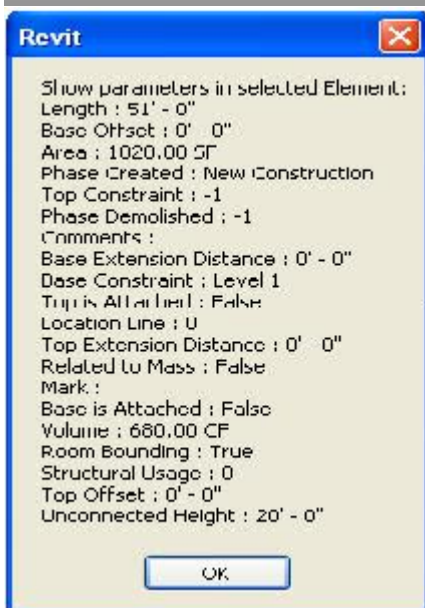 Revit
Show parameters in selected Element:
Length : 51' - 0"
Base Offset : 0' - 0"
Area : 1020.00 SF
Phase Created : New Construction
Top Constraint : -1
Phase Demolished : -1
Comments :
Base Extension Distance : 0' - 0"
Base Constraint : Level 1
Top is Attached : False
Location Line : 0
Top Extension Distance : 0' - 0"
Related to Mass : False
Mark :
Base is Attached : False
Volume : 680.00 CF
Room Bounding : True
Structural Usage : 0
Top Offset : 0' - 0"
Unconnected Height : 20' - 0"
OK